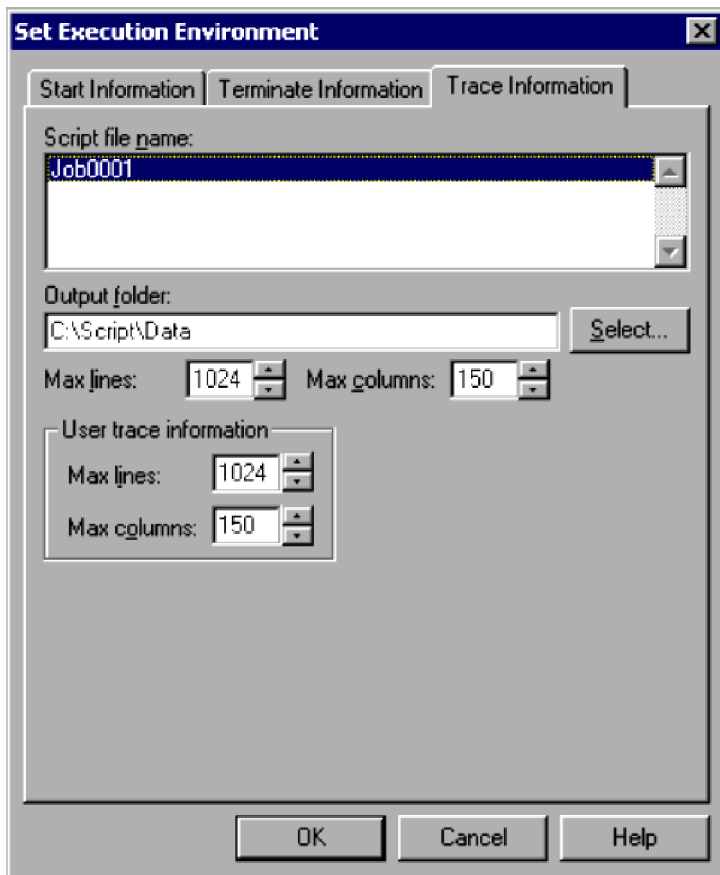 Set Execution Environment
Start Information Terminate Information Trace Information
Script file name:
Job0001
Output folder:
C:\Script\Data Select...
Max lines: 1024 Max columns: 150
User trace information
Max lines: 1024
Max columns: 150
OK Cancel Help